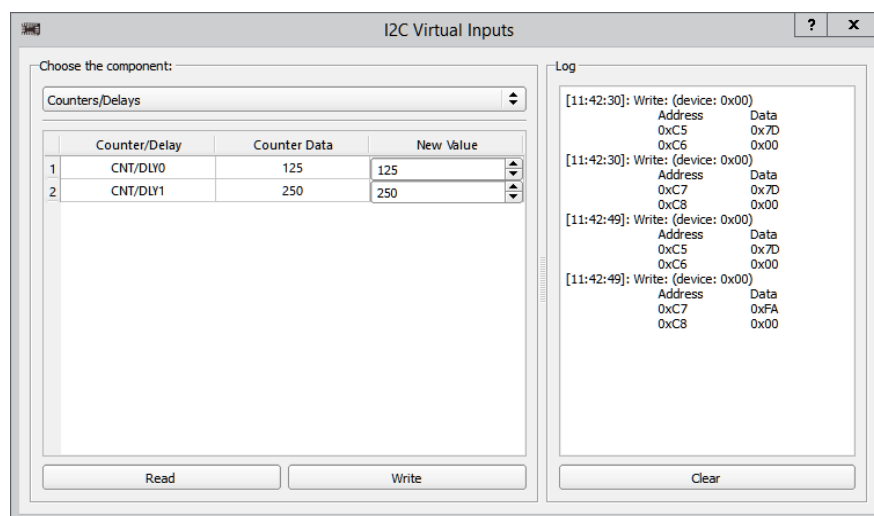 I2C Virtual Inputs
? x
Choose the component:
Counters/Delays
Counter/Delay Counter Data New Value
1 CNT/DLY0 125 125
2 CNT/DLY1 250 250
Read Write
Log
[11:42:30]: Write: (device: 0x00)
Address Data
0xC5 0x7D
0xC6 0x00
[11:42:30]: Write: (device: 0x00)
Address Data
0xC7 0x7D
0xC8 0x00
[11:42:49]: Write: (device: 0x00)
Address Data
0xC5 0x7D
0xC6 0x00
[11:42:49]: Write: (device: 0x00)
Address Data
0xC7 0xFA
0xC8 0x00
Clear